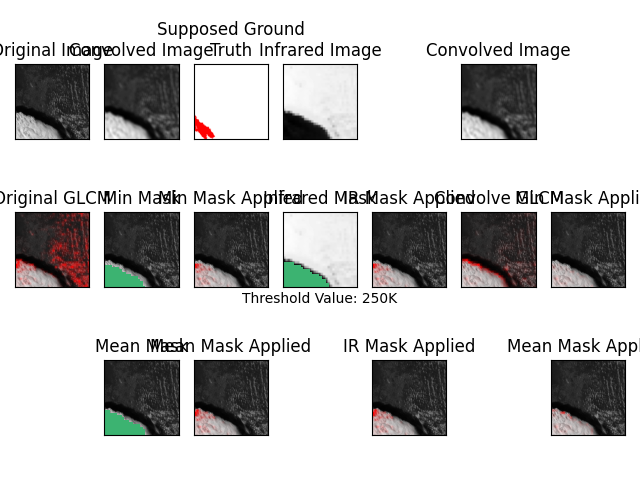 Supposed Ground
Original Image Convolved Image Truth Infrared Image Convolved Image
Original GLCM Min Mask Min Mask Applied Infrared Mask IR Mask Applied Convolve GLCM Min Mask Appli
Threshold Value: 250K
Mean Mask Mean Mask Applied IR Mask Applied Mean Mask Appl